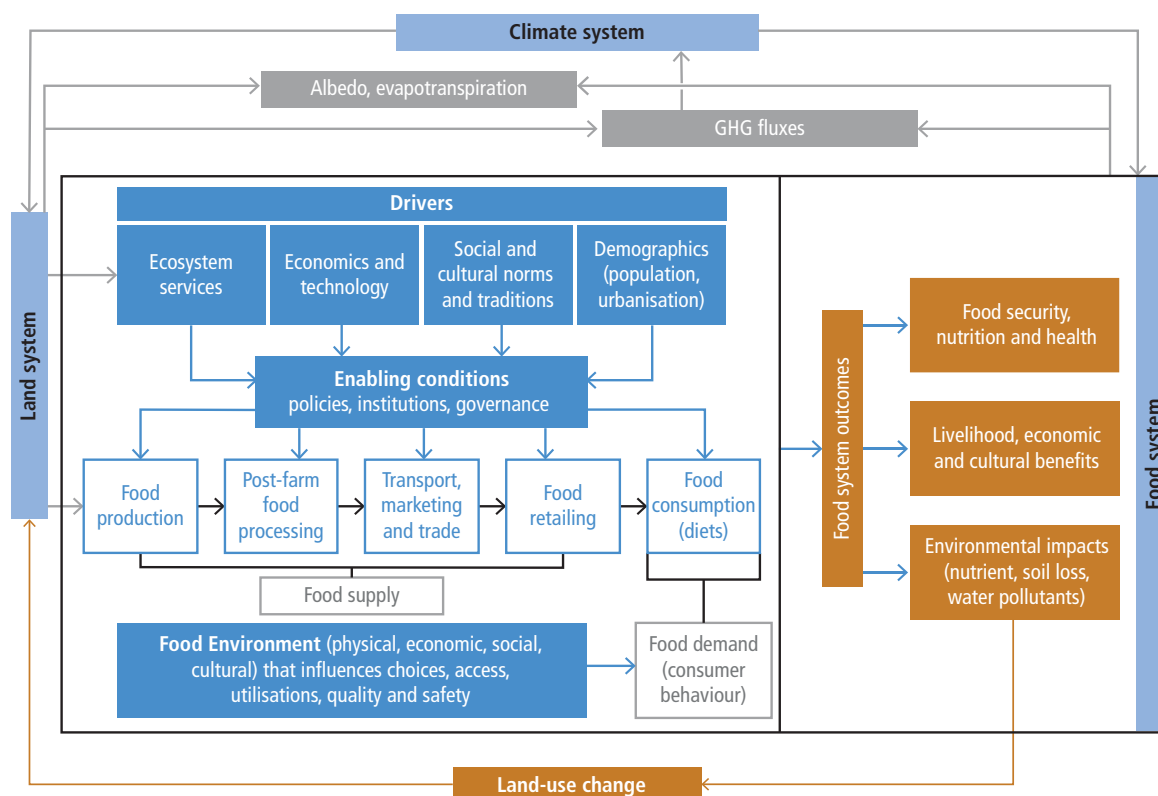 Climate system
Albedo, evapotranspiration
GHG fluxes
Land system
Drivers
Ecosystem
services
Economics and
technology
Social and
cultural norms
and traditions
Demographics
(population,
urbanisation)
Enabling conditions
policies, institutions, governance
Food
production
Post-farm
food
processing
Transport,
marketing
and trade
Food
retailing
Food
consumption
(diets)
Food supply
Food Environment (physical, economic, social,
cultural) that influences choices, access,
utilisations, quality and safety
Food demand
(consumer
behaviour)
Food system outcomes
Food security,
nutrition and health
Livelihood, economic
and cultural benefits
Environmental impacts
(nutrient, soil loss,
water pollutants)
Food system
Land-use change